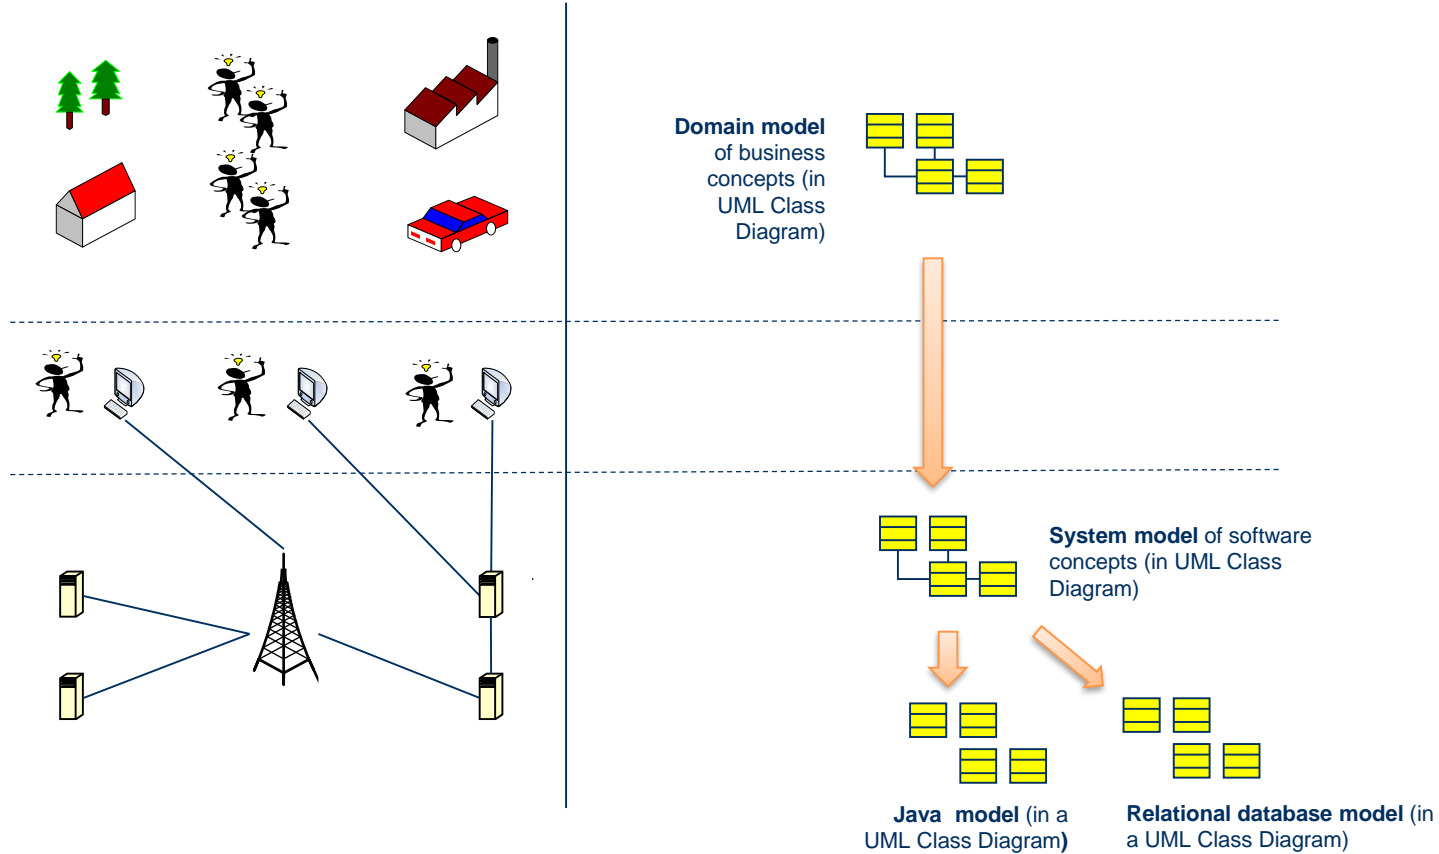 Domain model
of business
concepts (in
UML Class
Diagram)
System model of software
concepts (in UML Class
Diagram)
Java  model (in a
UML Class Diagram)
Relational database model (in
a UML Class Diagram)